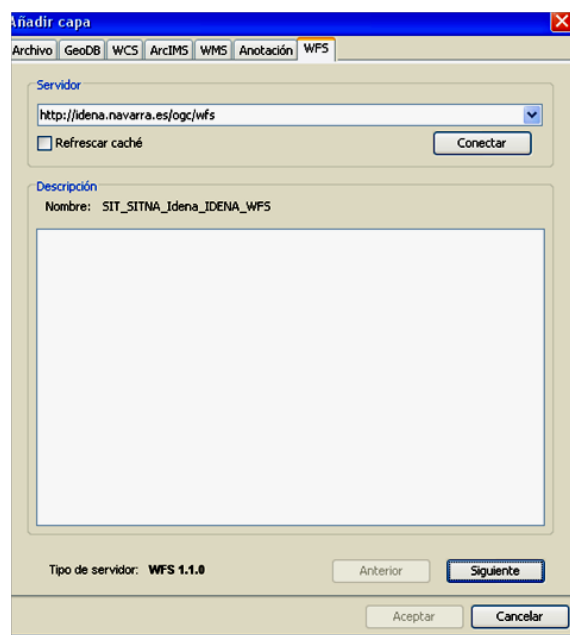 Añadir capa
Archivo GeoDB WCS ArcIMS WMS Anotación WFS
Servidor
http://idena.navarra.es/ogc/wfs
Refrescar caché Conectar
Descripción
Nombre: SIT_SITNA_Idena_IDENA_WFS
Tipo de servidor: WFS 1.1.0 Anterior Siguiente
Aceptar Cancelar